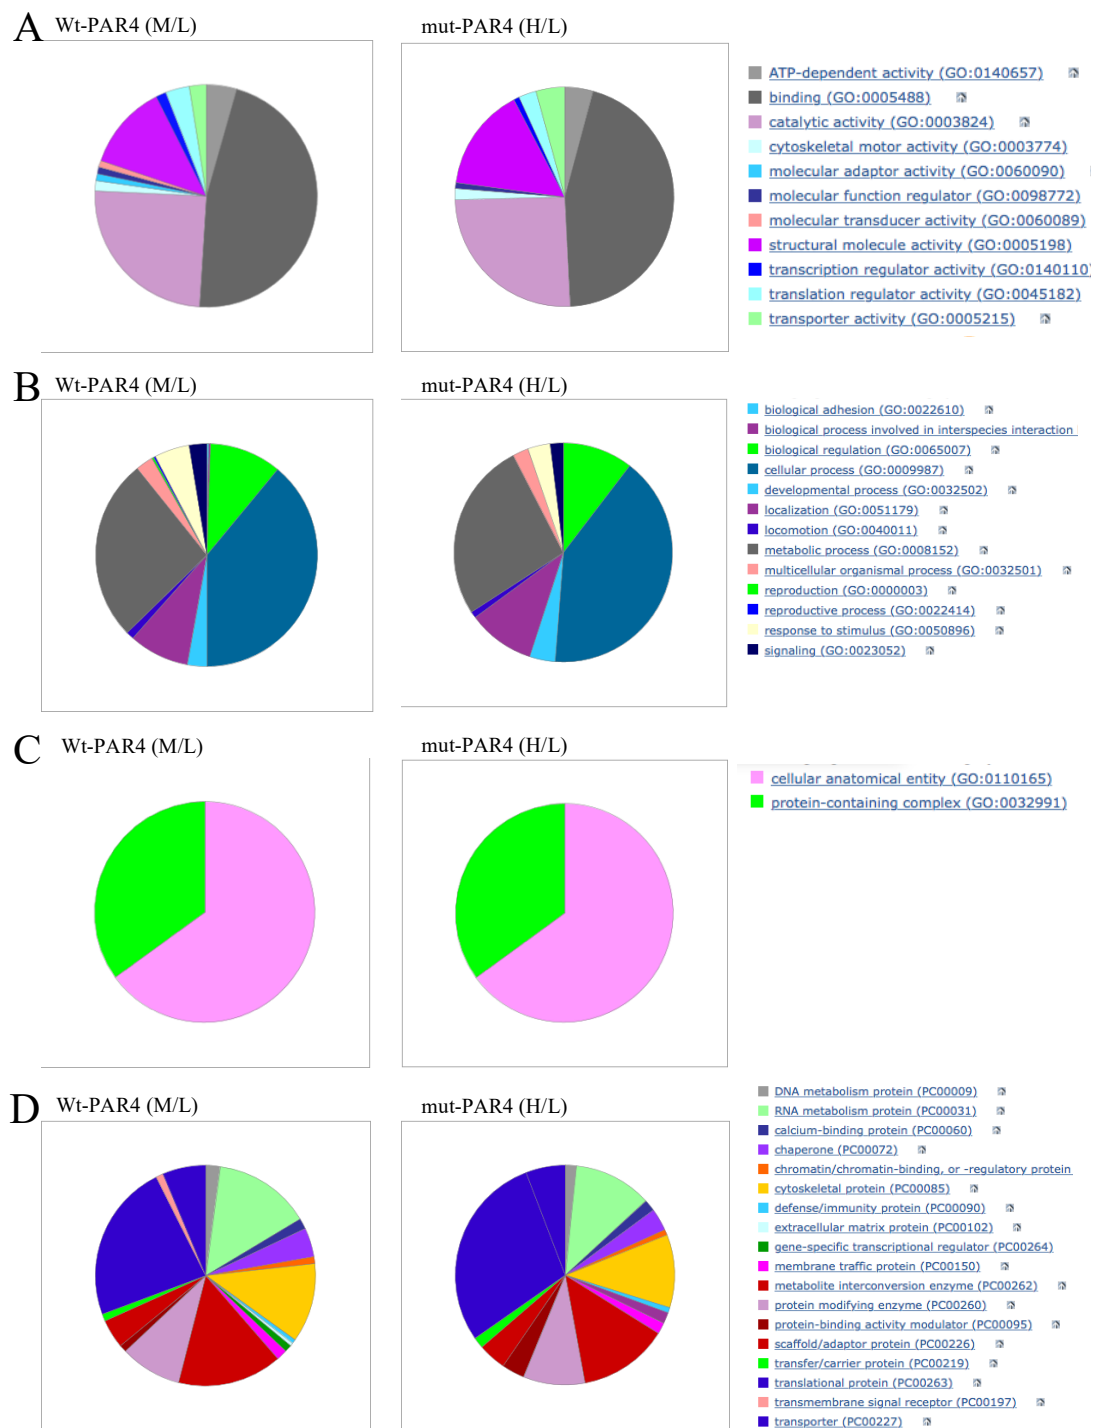 A Wt-PAR4 (M/L) mut-PAR4 (H/L)
ATP-dependent activity (GO:0140657)
binding (GO:0005488)
catalytic activity (GO:0003824)
cytoskeletal motor activity (GO:0003774)
molecular adaptor activity (GO:0060090)
molecular function regulator (GO:0098772)
molecular transducer activity (GO:0060089)
structural molecule activity (GO:0005198)
transcription regulator activity (GO:0140110)
translation regulator activity (GO:0045182)
transporter activity (GO:0005215)
B Wt-PAR4 (M/L) mut-PAR4 (H/L)
biological adhesion (GO:0022610)
biological process involved in interspecies interaction
biological regulation (GO:0065007)
cellular process (GO:0009987)
developmental process (GO:0032502)
localization (GO:0051179)
locomotion (GO:0040011)
metabolic process (GO:0008152)
multicellular organismal process (GO:0032501)
reproduction (GO:0000003)
reproductive process (GO:0022414)
response to stimulus (GO:0050896)
signaling (GO:0023052)
C Wt-PAR4 (M/L) mut-PAR4 (H/L)
cellular anatomical entity (GO:0110165)
protein-containing complex (GO:0032991)
D Wt-PAR4 (M/L) mut-PAR4 (H/L)
DNA metabolism protein (PC00009)
RNA metabolism protein (PC00031)
calcium-binding protein (PC00060)
chaperone (PC00072)
chromatin/chromatin-binding, or -regulatory protein
cytoskeletal protein (PC00085)
defense/immunity protein (PC00090)
extracellular matrix protein (PC00102)
gene-specific transcriptional regulator (PC00264)
membrane traffic protein (PC00150)
metabolite interconversion enzyme (PC00262)
protein modifying enzyme (PC00260)
protein-binding activity modulator (PC00095)
scaffold/adaptor protein (PC00226)
transfer/carrier protein (PC00219)
translational protein (PC00263)
transmembrane signal receptor (PC00197)
transporter (PC00227)